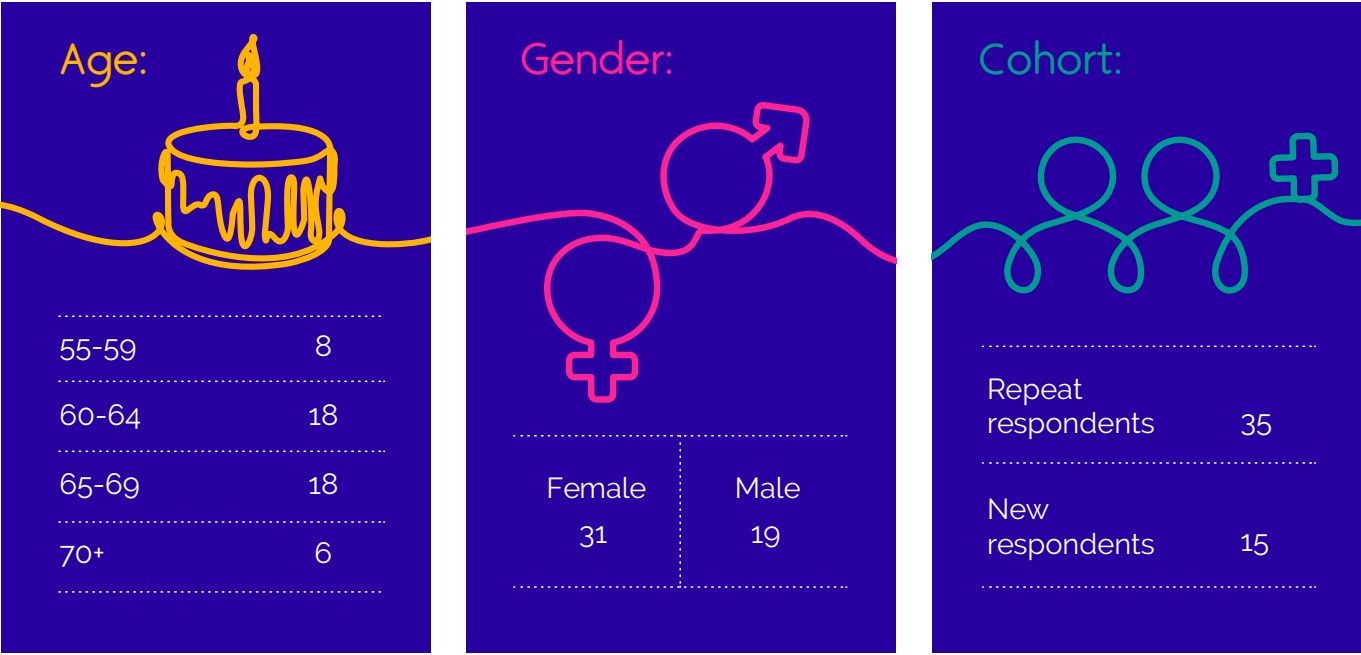 Age:
55-59 8
60-64 18
65-69 18
70+ 6
Gender:
Female Male
31 19
Cohort:
Repeat
respondents 35
New
respondents 15